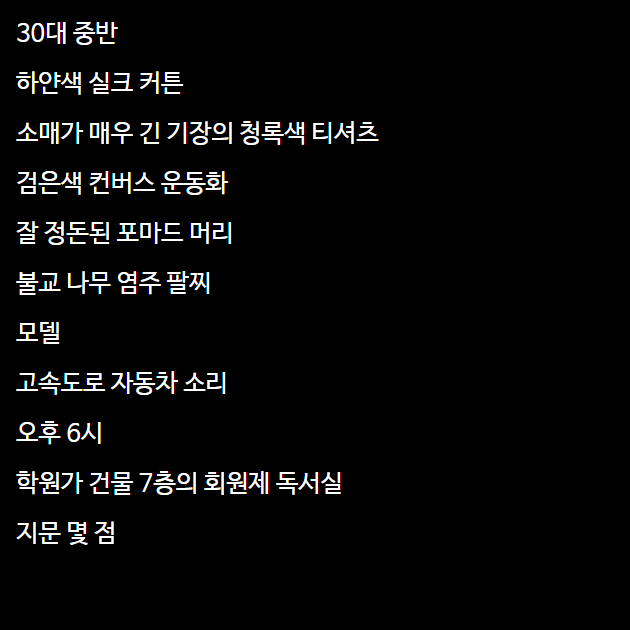 30대 중반
하얀색 실크 커튼
소매가 매우 긴 기장의 청록색 티셔츠
검은색 컨버스 운동화
잘 정돈된 포마드 머리
불교 나무 염주 팔찌
모델
고속도로 자동차 소리
오후 6시
학원가 건물 7층의 회원제 독서실
지문 몇 점